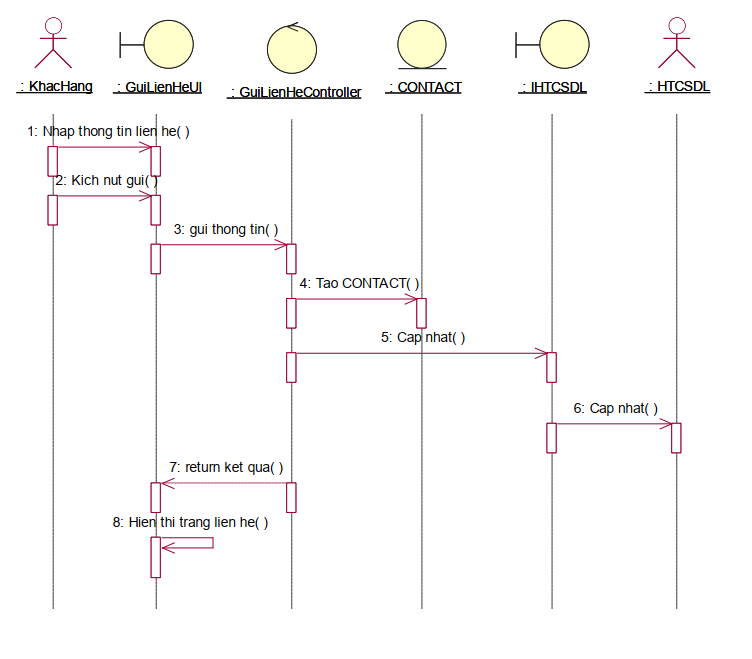 : KhacHang
: GuiLienHeUI
: GuiLienHeController
: CONTACT
: IHTCSDL
: HTCSDL
1: Nhap thong tin lien he( )
2: Kich nut gui( )
3: gui thong tin( )
4: Tao CONTACT( )
5: Cap nhat( )
6: Cap nhat( )
7: return ket qua( )
8: Hien thi trang lien he( )